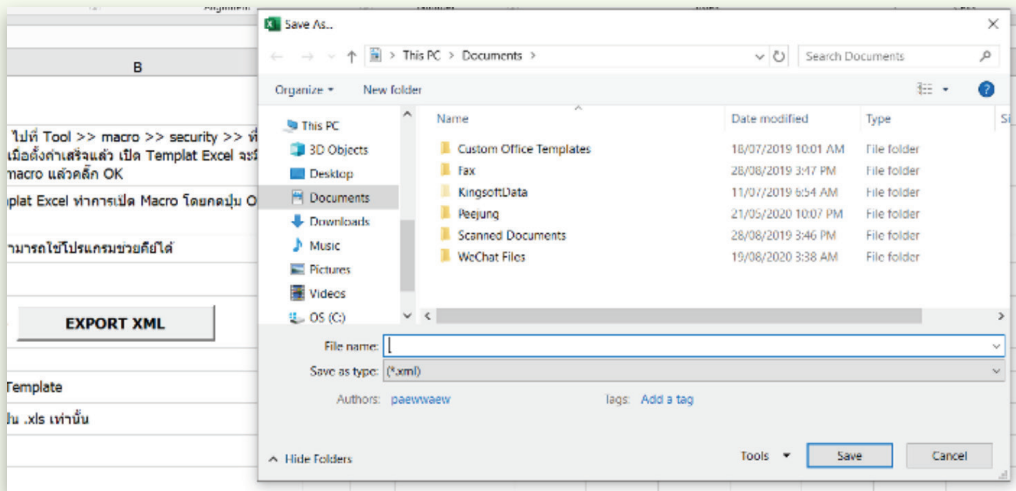 Save As...
This PC > Documents >
Search Documents
Organize
New folder
B
This PC
3D Objects
Desktop
Documents
Downloads
Music
Pictures
Videos
OS (C:)
Name
Date modified
Type
Si
Custom Office Templates
18/07/2019 10:01 AM
File folder
Fax
28/08/2019 3:47 PM
File folder
KingsoftData
11/07/2019 6:54 AM
File folder
Peejung
21/05/2020 10:07 PM
File folder
Scanned Documents
28/08/2019 3:46 PM
File folder
WeChat Files
19/08/2020 3:38 AM
File folder
ไปที่ Tool >> macro >> security >> ที่
เมื่อตั้งค่าเสร็จแล้ว เปิด Templat Excel จะมี
macro แล้วคลิ๊ก OK
plat Excel ทำการเปิด Macro โดยกดปุ่ม O
ามารถใช้โปรแกรมช่วยคีย์ได้
EXPORT XML
Template
ป็น .xls เท่านั้น
File name:
Save as type: (*.xml)
Authors: paewwaew
Tags: Add a tag
Hide Folders
Tools
Save
Cancel